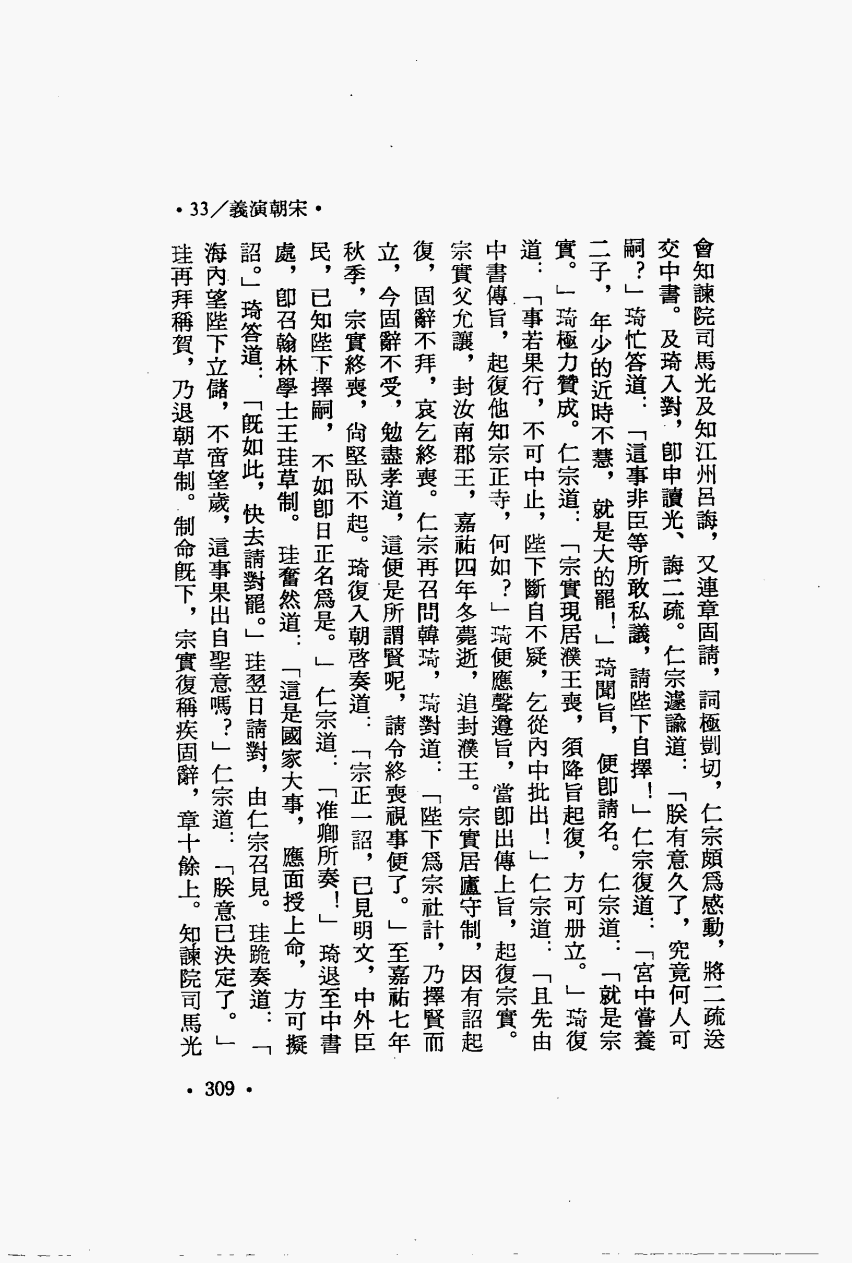 •宋朝演義／33•
會知諫院司馬光及知江州呂誨，又連章固請，詞極剴切，仁宗頗爲感動，將二疏送
交中書。及琦入對，卽申讀光、誨二疏。仁宗遽諭道：「朕有意久了，究竟何人可
嗣？」琦忙答道：「這事非臣等所敢私議，請陛下自擇！」仁宗復道：「宮中嘗養
二子，年少的近時不慧，就是大的罷！」琦聞旨，便卽請名。仁宗道：「就是宗
實。」琦極力贊成。仁宗道：「宗實現居濮王喪，須降旨起復，方可册立。」琦復
道：「事若果行，不可中止，陛下斷自不疑，乞從內中批出！」仁宗道：「且先由
中書傳旨，起復他知宗正寺，何如？」琦便應聲遵旨，當卽出傳上旨，起復宗實。
宗實父允讓，封汝南郡王，嘉祐四年冬薨逝，追封濮王。宗實居廬守制，因有詔起
復，固辭不拜，哀乞終喪。仁宗再召問韓琦，琦對道：「陛下爲宗社計，乃擇賢而
立，今固辭不受，勉盡孝道，這便是所謂賢呢，請令終喪視事便了。」至嘉祐七年
秋季，宗實終喪，尙堅臥不起。琦復入朝啓奏道：「宗正一詔，已見明文，中外臣
民，已知陛下擇嗣，不如卽日正名爲是。」仁宗道：「准卿所奏！」琦退至中書
處，卽召翰林學士王珪草制。珪奮然道：「這是國家大事，應面授上命，方可擬
詔。」琦答道：「旣如此，快去請對罷。」珪翌日請對，由仁宗召見。珪跪奏道：「
海內望陛下立儲，不啻望歲，這事果出自聖意嗎？」仁宗道：「朕意已決定了。」
珪再拜稱賀，乃退朝草制。制命旣下，宗實復稱疾固辭，章十餘上。知諫院司馬光
•309•